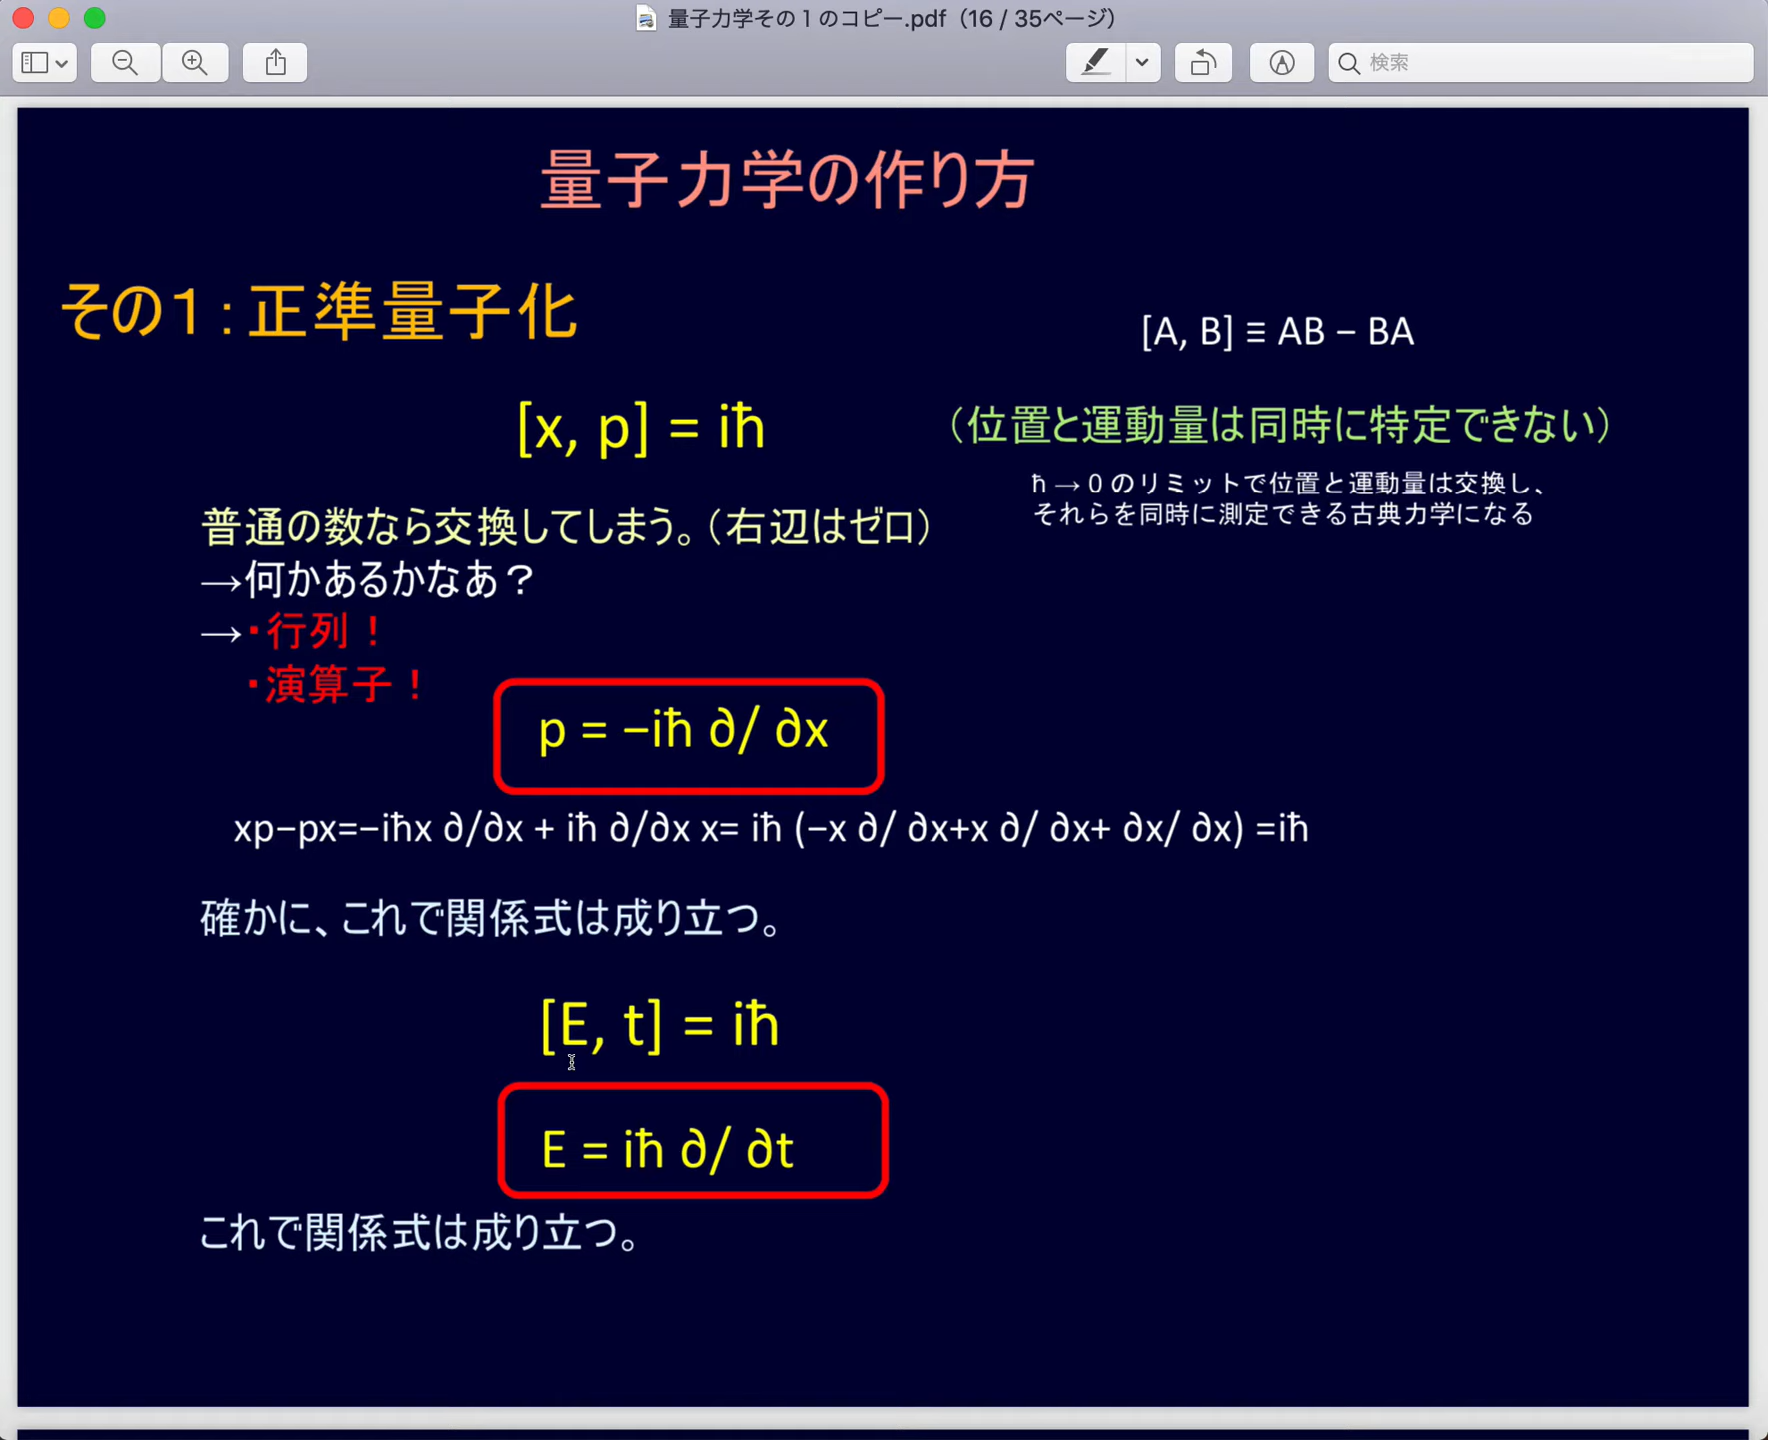 量子力学その１のコピー.pdf（16 / 35ページ）
検索
量子力学の作り方
その１：正準量子化
[A, B] ≡ AB − BA
[x, p] = iħ
（位置と運動量は同時に特定できない）
ħ → 0 のリミットで位置と運動量は交換し、
それらを同時に測定できる古典力学になる
普通の数なら交換してしまう。（右辺はゼロ）
→何かあるかなあ？
→・行列！
・演算子！
p = −iħ ∂/ ∂x
xp−px=−iħx ∂/∂x + iħ ∂/∂x x= iħ (−x ∂/ ∂x+x ∂/ ∂x+ ∂x/ ∂x) =iħ
確かに、これで関係式は成り立つ。
[E, t] = iħ
E = iħ ∂/ ∂t
これで関係式は成り立つ。